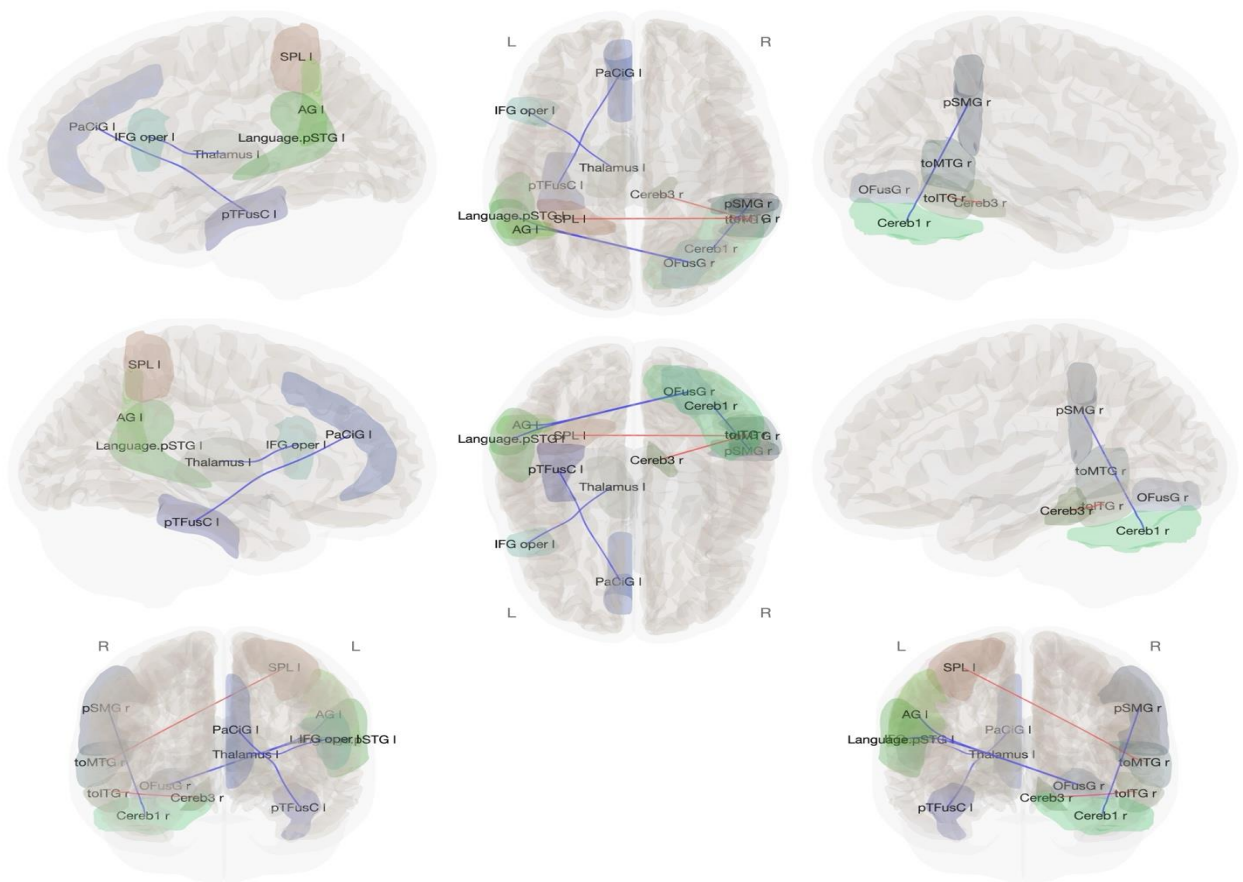 SPL l
AG l
PaCiG l
IFG oper l
Language.pSTG l
Thalamus l
pTFusC l
L
R
PaCiG l
IFG oper l
Thalamus l
pTFusC l
Cereb3 r
pSMG r
Language.pSTG l
SPL l
AG l
Cereb1 r
OFusG r
pSMG r
toMTG r
OFusG r
toITG r
Cereb3 r
Cereb1 r
SPL l
AG l
PaCiG l
Language.pSTG l
IFG oper l
Thalamus l
pTFusC l
OFusG r
Cereb1 r
AG l
Language.pSTG l
SPL l
pSMG r
Cereb3 r
pTFusC l
Thalamus l
IFG oper l
PaCiG l
L
R
pSMG r
toMTG r
OFusG r
toITG r
Cereb3 r
Cereb1 r
R
L
SPL l
pSMG r
AG l
PaCiG l
IFG oper l
Thalamus l
toMTG r
OFusG r
toITG r
Cereb3 r
pTFusC l
Cereb1 r
L
R
SPL l
pSMG r
AG l
PaCiG l
Language.pSTG l
Thalamus l
toMTG r
OFusG r
toITG r
Cereb3 r
pTFusC l
Cereb1 r